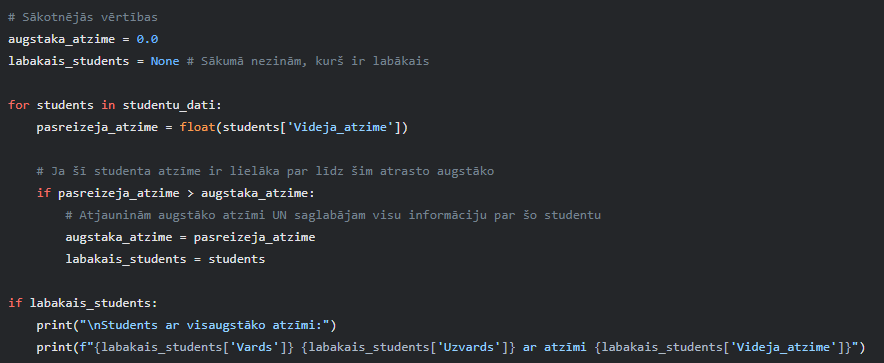 # Sākotnējās vērtības
augstaka_atzime = 0.0
labakais_students = None # Sākumā nezinām, kurš ir labākais

for students in studentu_dati:
    pasreizeja_atzime = float(students['Videja_atzime'])

    # Ja šī studenta atzīme ir lielāka par līdz šim atrasto augstāko
    if pasreizeja_atzime > augstaka_atzime:
        # Atjauninām augstāko atzīmi UN saglabājam visu informāciju par šo studentu
        augstaka_atzime = pasreizeja_atzime
        labakais_students = students

if labakais_students:
    print("\nStudents ar visaugstāko atzīmi:")
    print(f"{labakais_students['Vards']} {labakais_students['Uzvards']} ar atzīmi {labakais_students['Videja_atzime']}")